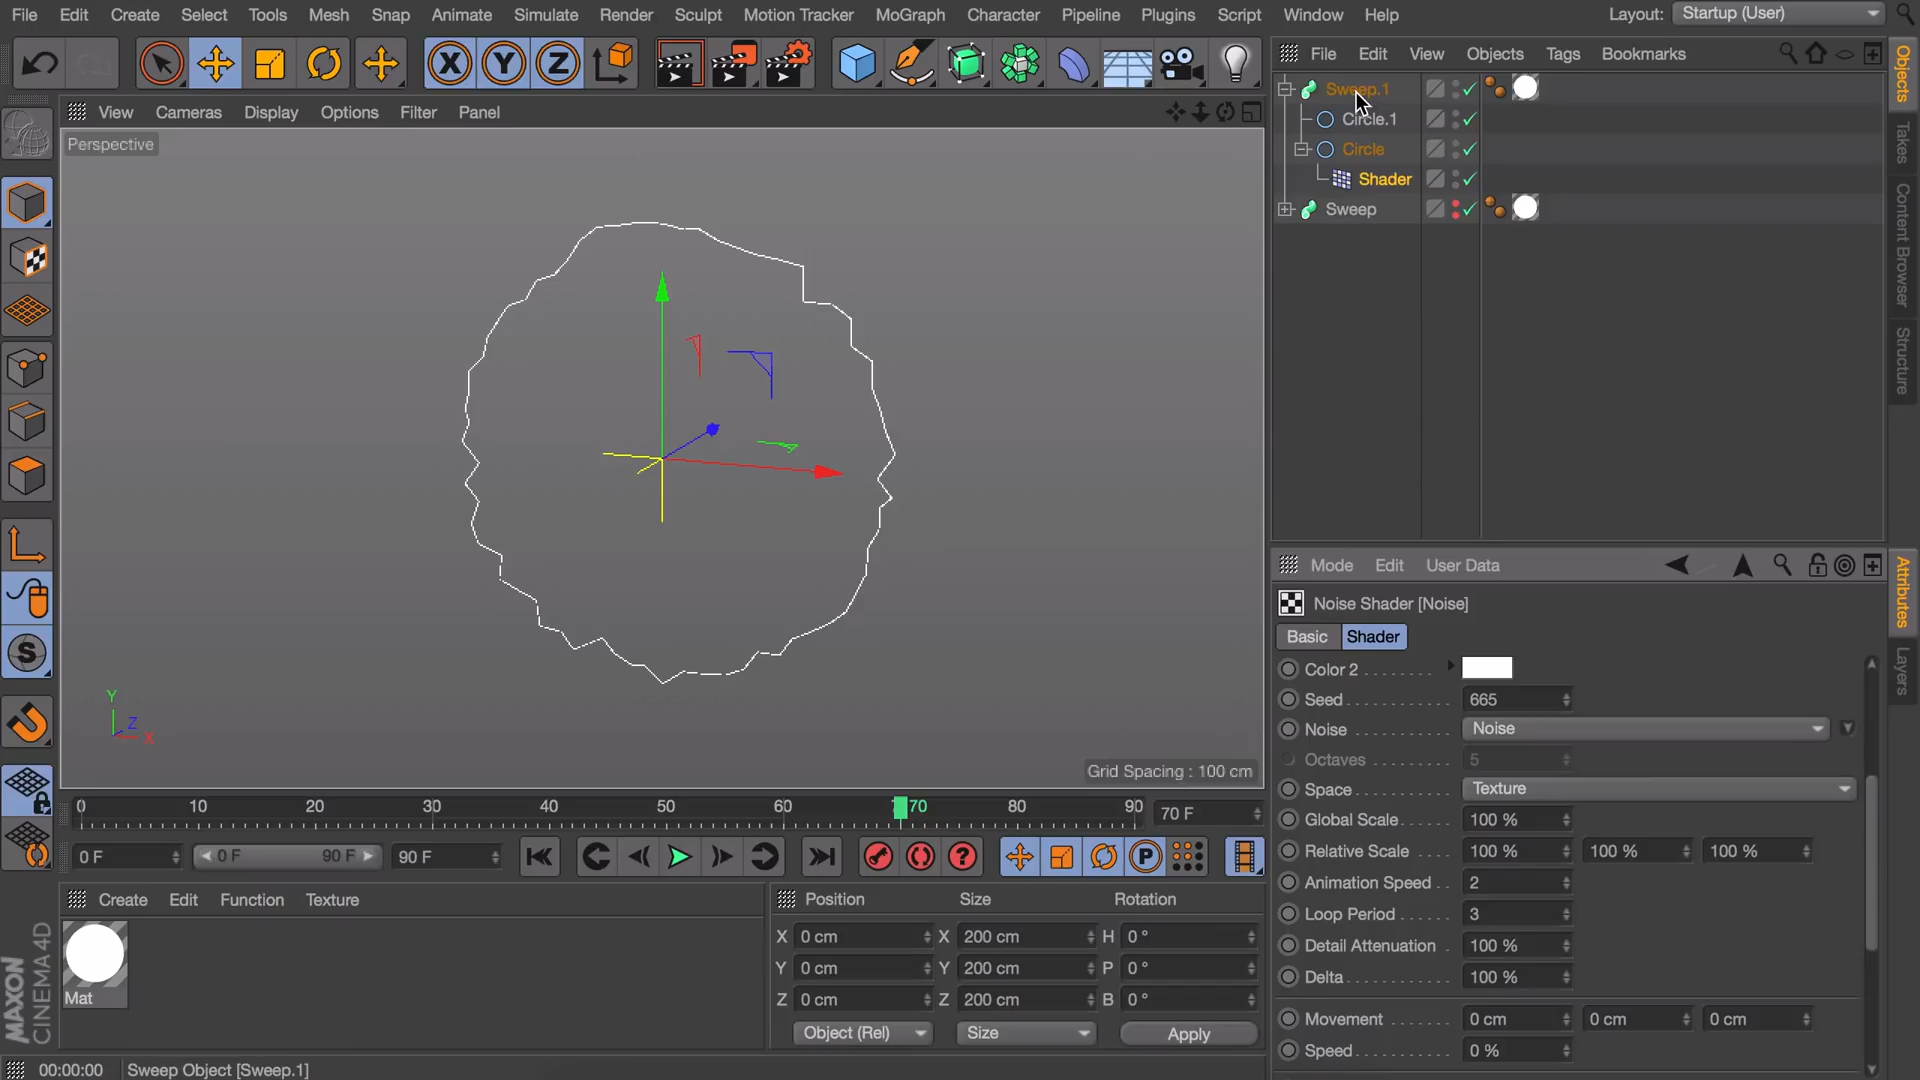 File Edit Create Select Tools Mesh Snap Animate Simulate Render Sculpt Motion Tracker MoGraph Character Pipeline Plugins Script Window Help Layout: Startup (User)
X Y Z
File Edit View Objects Tags Bookmarks
View Cameras Display Options Filter Panel
Perspective
Sweep.1
Circle.1
Circle
Shader
Sweep
Objects
Takes
Content Browser
Structure
Y
Z
X
Grid Spacing : 100 cm
0 10 20 30 40 50 60 70 80 90 70 F
0 F 0 F 90 F 90 F
Mode Edit User Data
Noise Shader [Noise]
Basic Shader
Color 2
Seed 665
Noise Noise
Octaves 5
Space Texture
Global Scale 100 %
Relative Scale 100 % 100 % 100 %
Animation Speed 2
Loop Period 3
Detail Attenuation 100 %
Delta 100 %
Movement 0 cm 0 cm 0 cm
Speed 0 %
Attributes
Layers
Create Edit Function Texture
Mat
MAXON
CINEMA 4D
Position Size Rotation
X 0 cm X 200 cm H 0 °
Y 0 cm Y 200 cm P 0 °
Z 0 cm Z 200 cm B 0 °
Object (Rel) Size Apply
00:00:00 Sweep Object [Sweep.1]